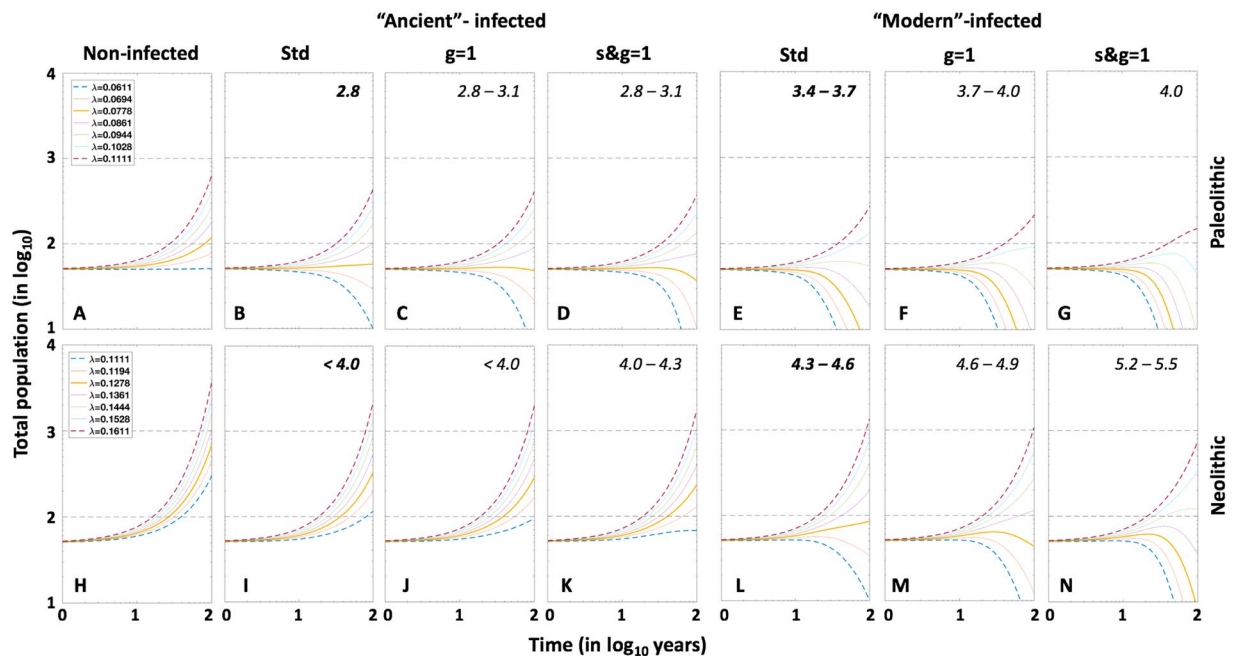 “Ancient”- infected
“Modern”-infected
Non-infected
Std
g=1
s&g=1
Std
g=1
s&g=1
4
3
2
1
λ=0.0611
λ=0.0694
λ=0.0778
λ=0.0861
λ=0.0944
λ=0.1028
λ=0.1111
2.8
2.8 – 3.1
2.8 – 3.1
3.4 – 3.7
3.7 – 4.0
4.0
A
B
C
D
E
F
G
Paleolithic
4
3
2
1
λ=0.1111
λ=0.1194
λ=0.1278
λ=0.1361
λ=0.1444
λ=0.1528
λ=0.1611
< 4.0
< 4.0
4.0 – 4.3
4.3 – 4.6
4.6 – 4.9
5.2 – 5.5
H
I
J
K
L
M
N
Neolithic
0 1 2
0 1 2
0 1 2
0 1 2
0 1 2
0 1 2
0 1 2
Total population (in log10)
Time (in log10 years)